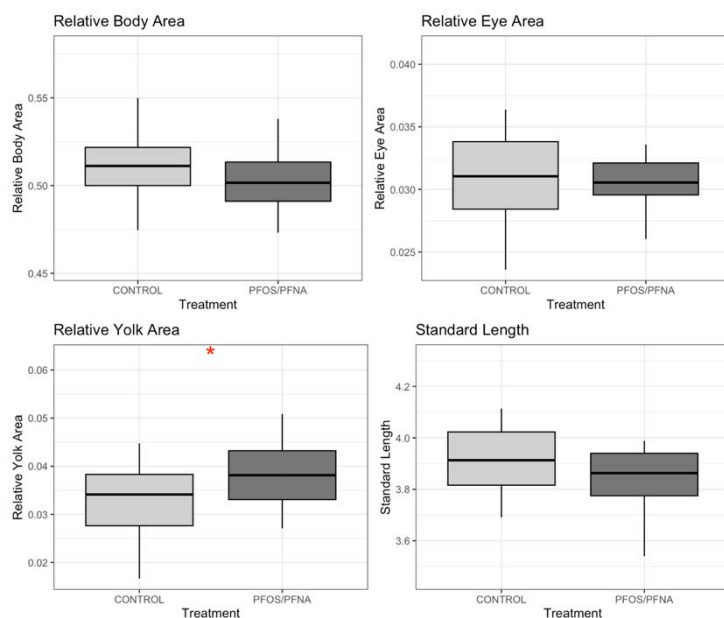 Relative Body Area
Relative Body Area
0.55
0.50
0.45
CONTROL PFOS/PFNA
Treatment
Relative Eye Area
Relative Eye Area
0.040
0.035
0.030
0.025
CONTROL PFOS/PFNA
Treatment
Relative Yolk Area
*
Relative Yolk Area
0.06
0.05
0.04
0.03
0.02
CONTROL PFOS/PFNA
Treatment
Standard Length
Standard Length
4.2
4.0
3.8
3.6
CONTROL PFOS/PFNA
Treatment